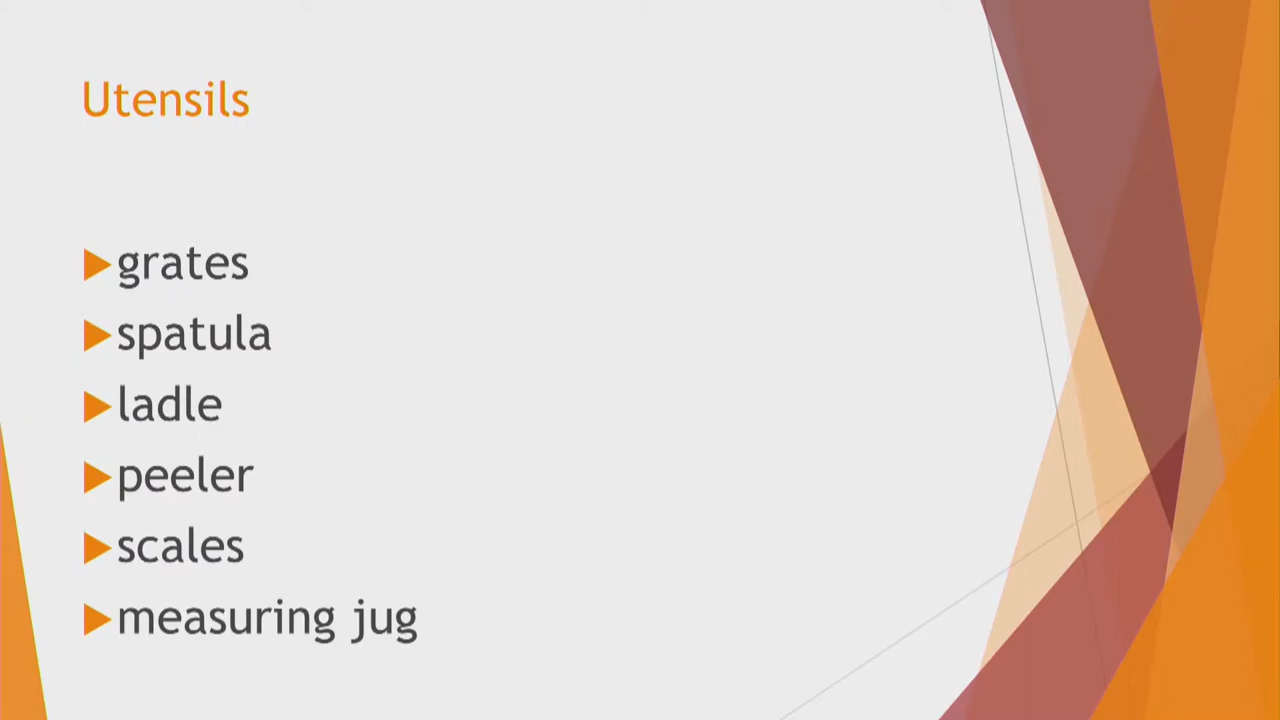 Utensils
grates
spatula
ladle
peeler
scales
measuring jug